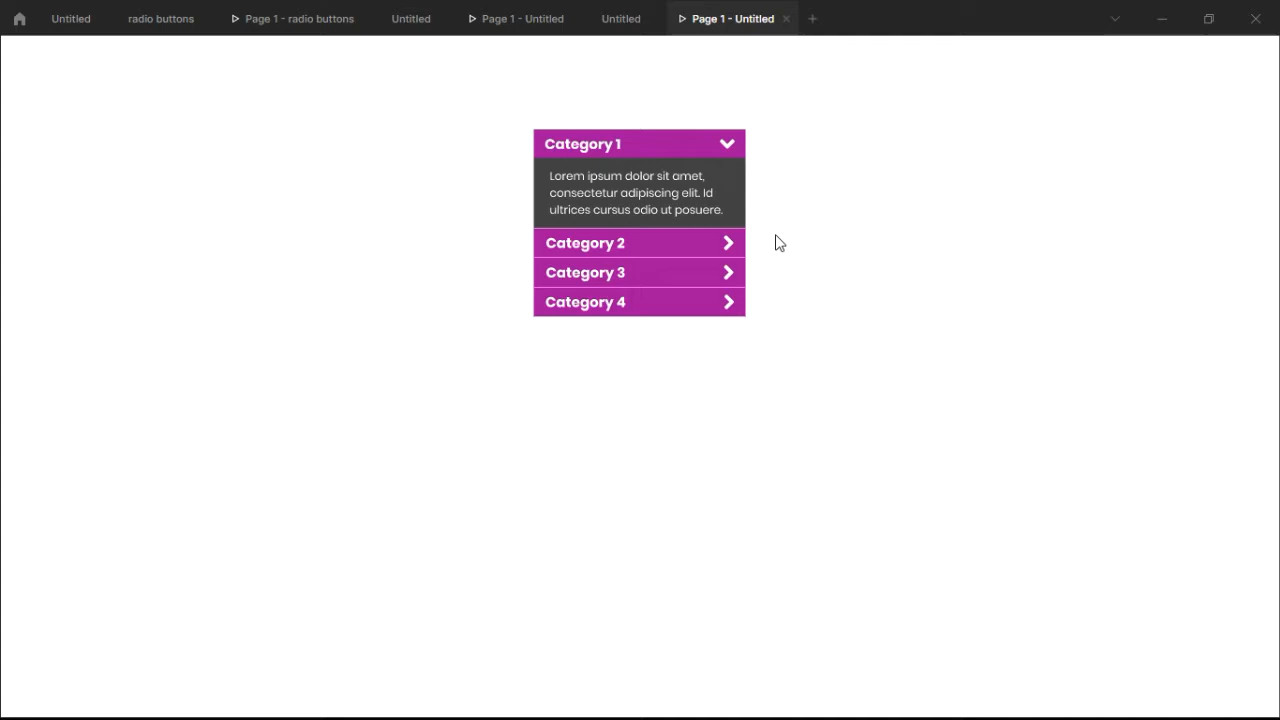 Untitled
radio buttons
Page 1 - radio buttons
Untitled
Page 1 - Untitled
Untitled
Page 1 - Untitled
Category 1
Lorem ipsum dolor sit amet,
consectetur adipiscing elit. Id
ultrices cursus odio ut posuere.
Category 2
Category 3
Category 4